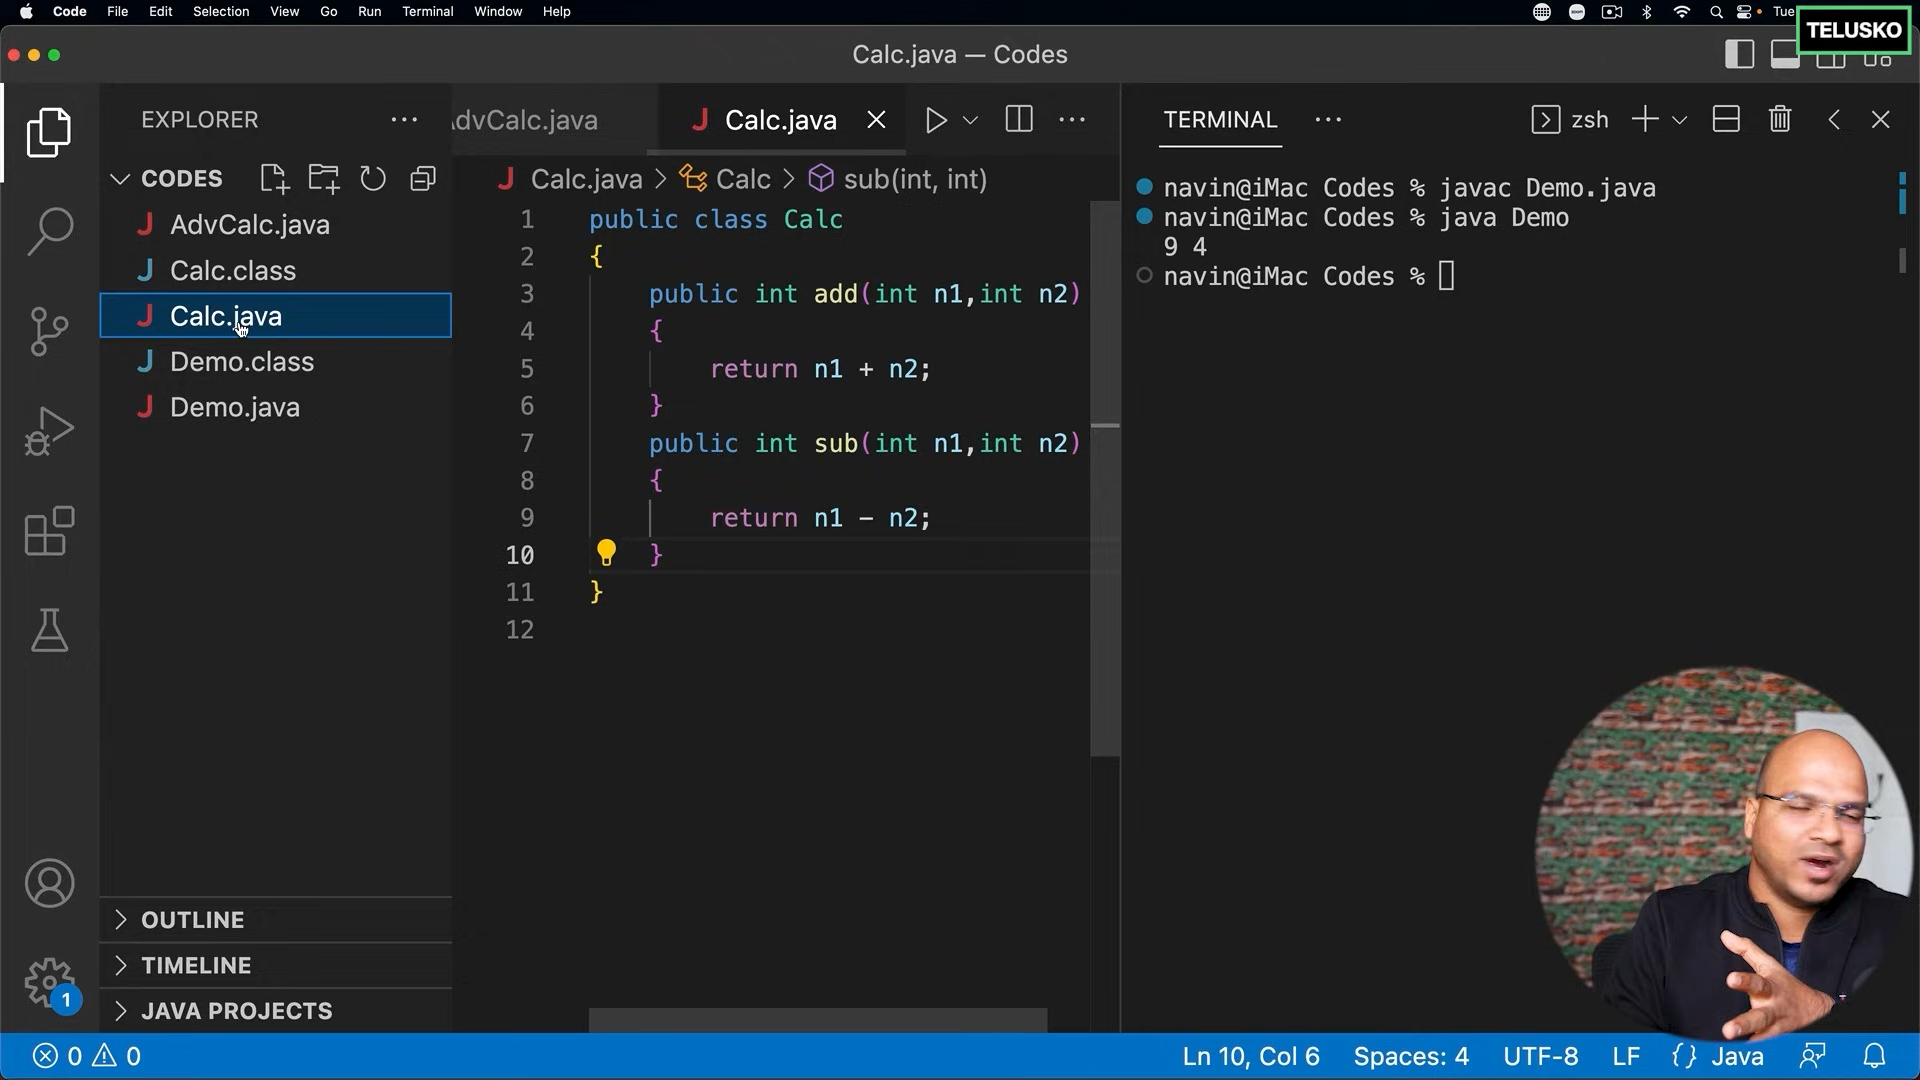 Code File Edit Selection View Go Run Terminal Window Help
Tue
TELUSKO
Calc.java — Codes
EXPLORER
CODES
AdvCalc.java
Calc.class
Calc.java
Demo.class
Demo.java
OUTLINE
TIMELINE
JAVA PROJECTS
1
dvCalc.java
Calc.java
Calc.java > Calc > sub(int, int)
1 public class Calc
2 {
3 public int add(int n1,int n2)
4 {
5 return n1 + n2;
6 }
7 public int sub(int n1,int n2)
8 {
9 return n1 - n2;
10 }
11 }
12
TERMINAL
zsh
navin@iMac Codes % javac Demo.java
navin@iMac Codes % java Demo
9 4
navin@iMac Codes %
0 0
Ln 10, Col 6 Spaces: 4 UTF-8 LF {} Java